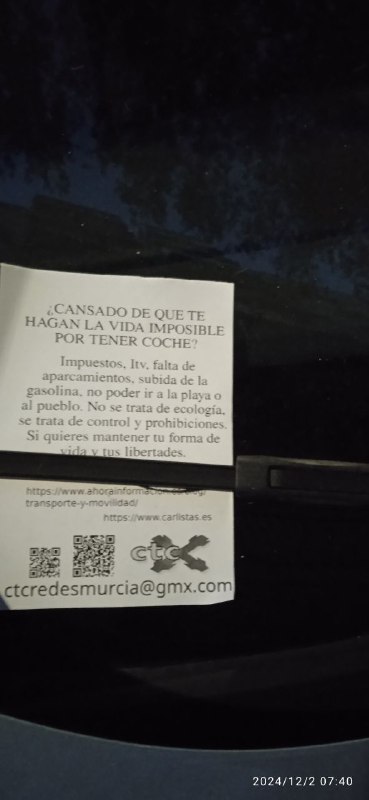 ¿CANSADO DE QUE TE
HAGAN LA VIDA IMPOSIBLE
POR TENER COCHE?
Impuestos, Itv, falta de
aparcamientos, subida de la
gasolina, no poder ir a la playa o
al pueblo. No se trata de ecología,
se trata de control y prohibiciones.
Si quieres mantener tu forma de
vida y tus libertades.
transporte-y-movilidad/
https://www.carlistas.es
ctc
ctcredesmurcia@gmx.com
2024/12/2 07:40